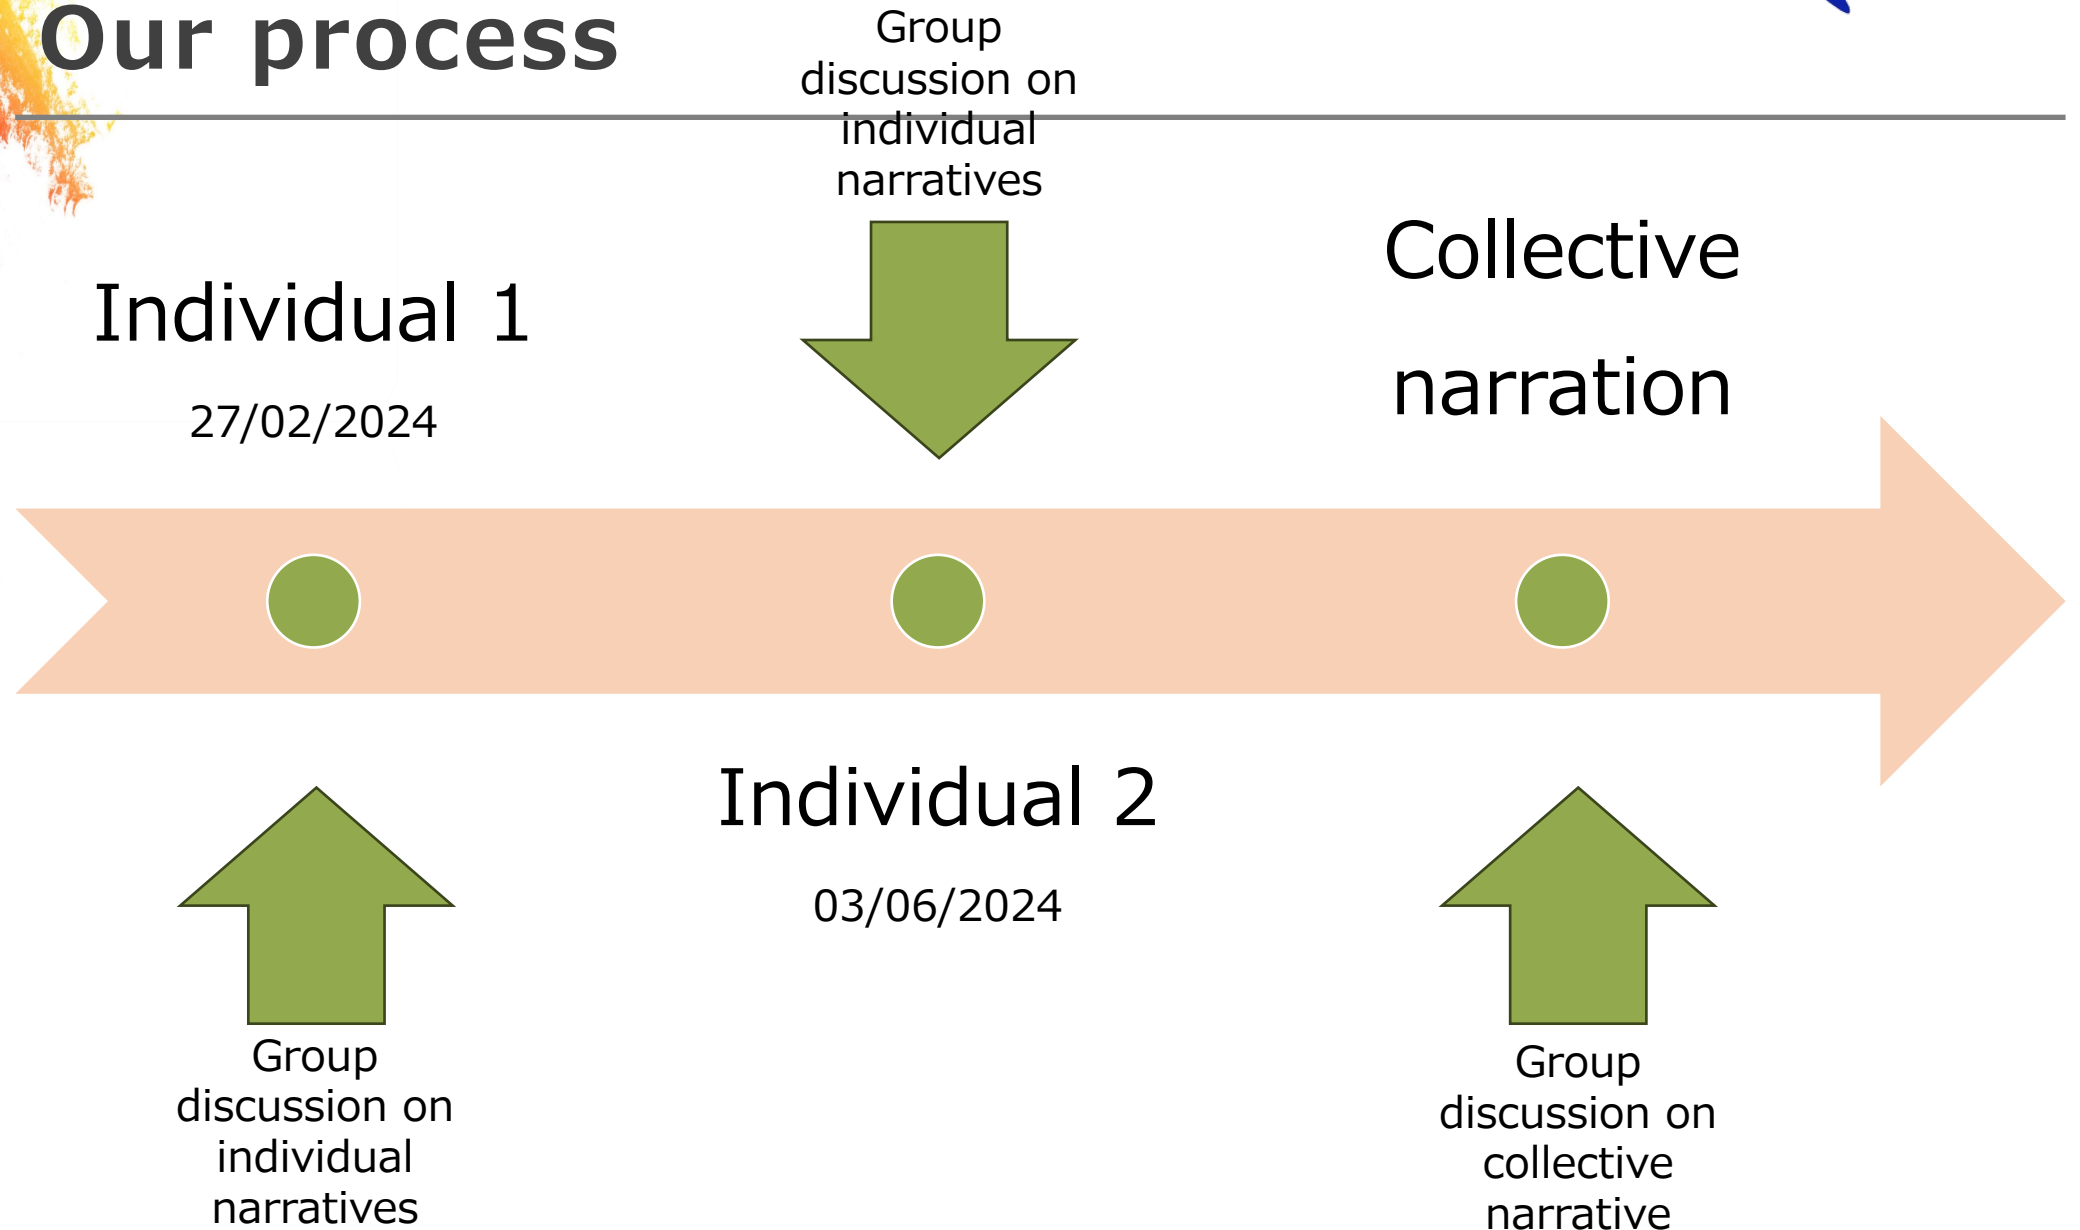 Our process
Group
discussion on
individual
narratives
Individual 1
27/02/2024
Collective
narration
Individual 2
03/06/2024
Group
discussion on
individual
narratives
Group
discussion on
collective
narrative